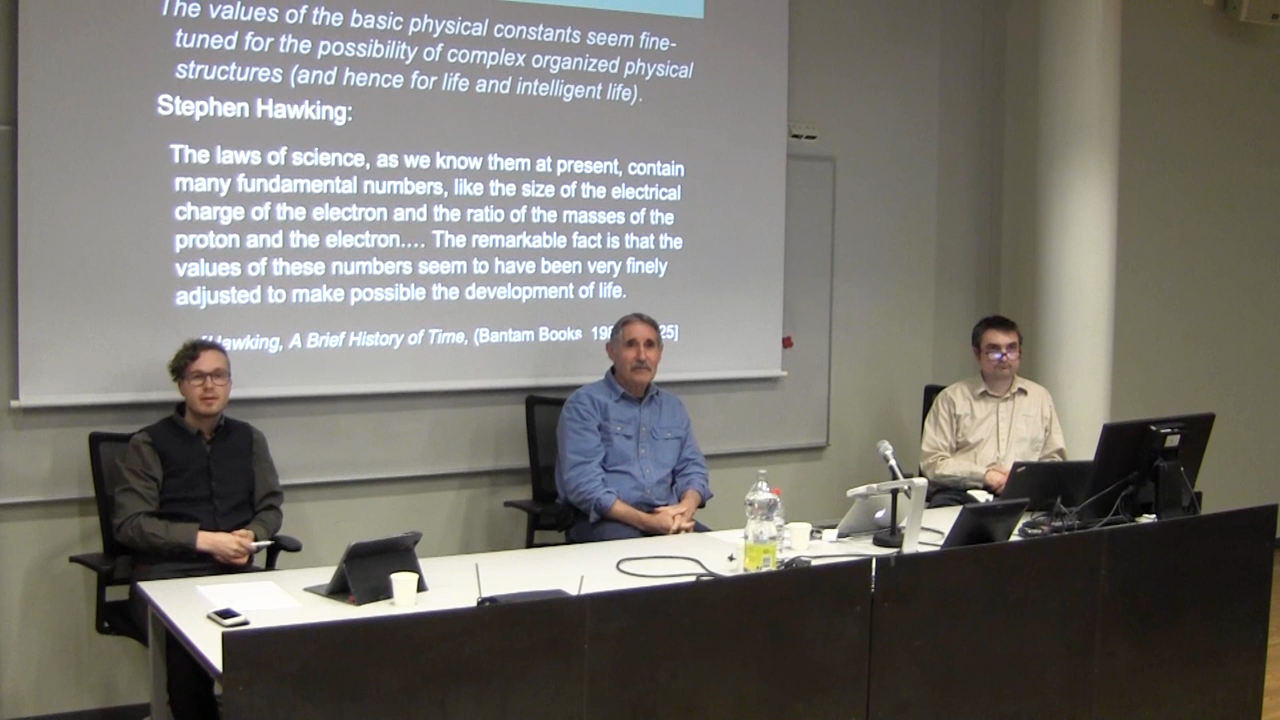 The values of the basic physical constants seem fine-
tuned for the possibility of complex organized physical
structures (and hence for life and intelligent life).
Stephen Hawking:
The laws of science, as we know them at present, contain
many fundamental numbers, like the size of the electrical
charge of the electron and the ratio of the masses of the
proton and the electron.… The remarkable fact is that the
values of these numbers seem to have been very finely
adjusted to make possible the development of life.
[Hawking, A Brief History of Time, (Bantam Books 25]